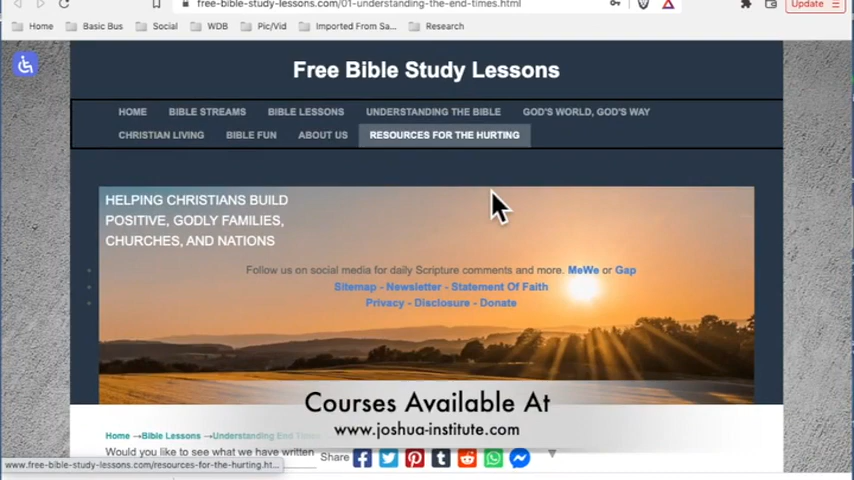 free-bible-study-lessons.com/01-understanding-the-end-times.html
Update
Home Basic Bus Social WDB Pic/Vid Imported From Sa... Research
Free Bible Study Lessons
HOME BIBLE STREAMS BIBLE LESSONS UNDERSTANDING THE BIBLE GOD'S WORLD, GOD'S WAY
CHRISTIAN LIVING BIBLE FUN ABOUT US RESOURCES FOR THE HURTING
HELPING CHRISTIANS BUILD
POSITIVE, GODLY FAMILIES,
CHURCHES, AND NATIONS
Follow us on social media for daily Scripture comments and more. MeWe or Gap
Sitemap - Newsletter - Statement Of Faith
Privacy - Disclosure - Donate
Courses Available At
www.joshua-institute.com
Home →Bible Lessons →Understanding End Times
Would you like to see what we have written
Share
www.free-bible-study-lessons.com/resources-for-the-hurting.ht...